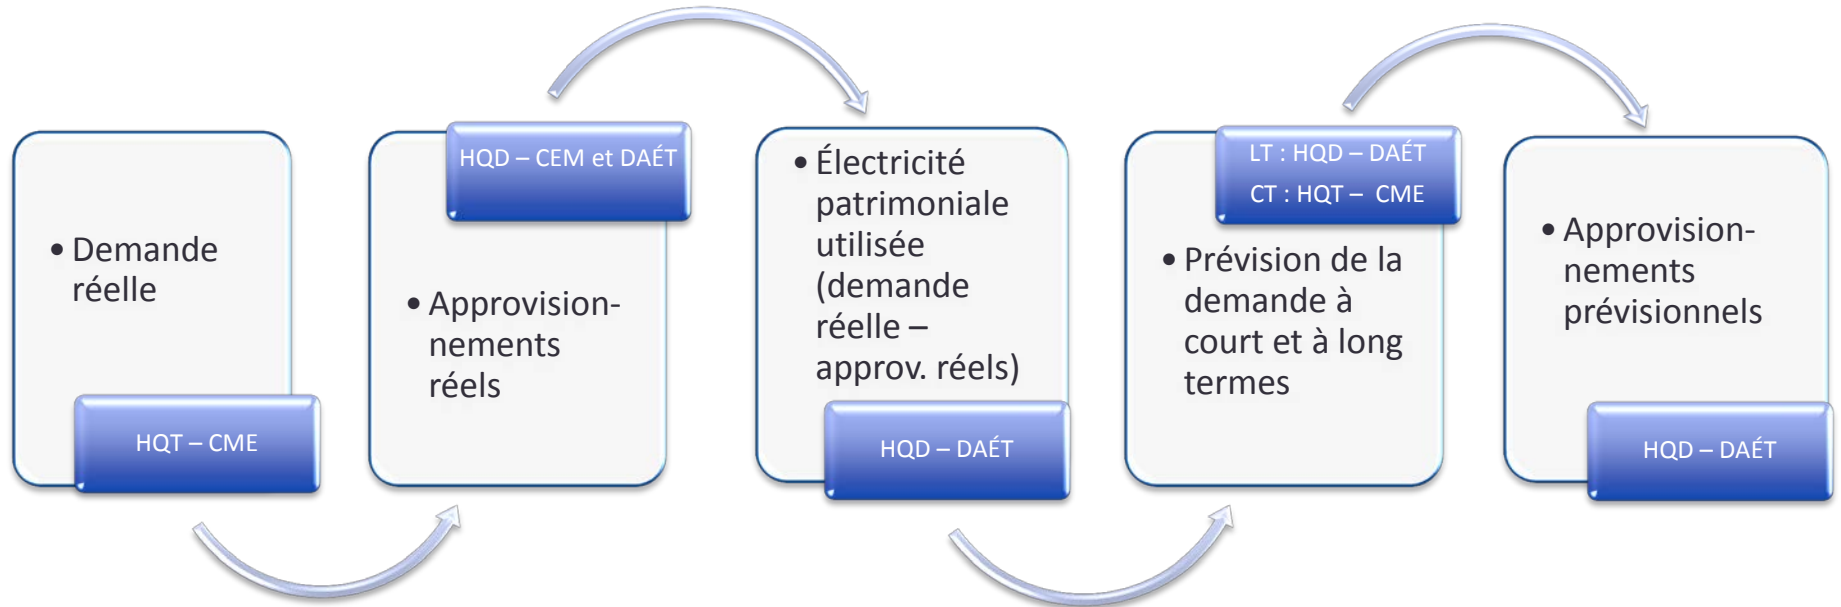 • Demande
réelle
HQT – CME
HQD – CEM et DAÉT
• Approvision-
nements
réels
• Électricité
patrimoniale
utilisée
(demande
réelle –
approv. réels)
HQD – DAÉT
LT : HQD – DAÉT
CT : HQT – CME
• Prévision de la
demande à
court et à long
termes
• Approvision-
nements
prévisionnels
HQD – DAÉT